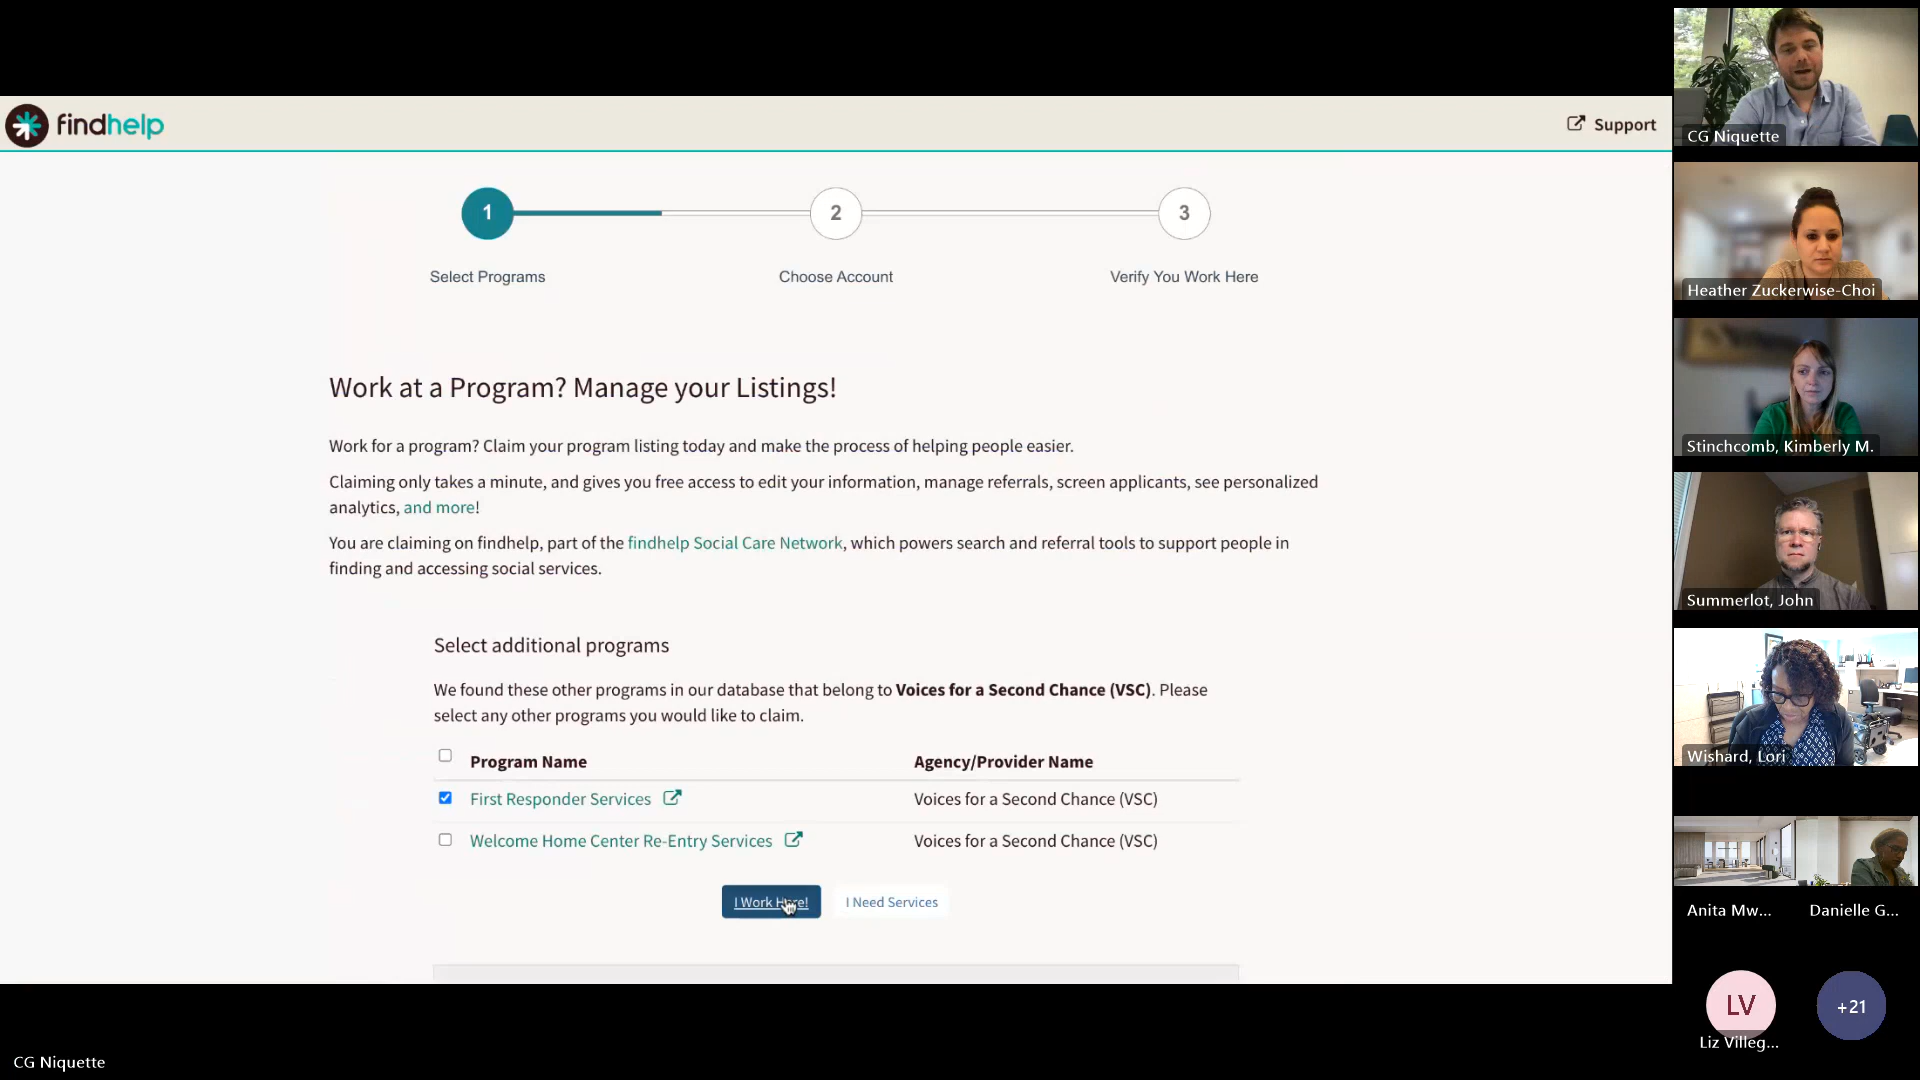 findhelp
Support
1
2
3
Select Programs
Choose Account
Verify You Work Here
Work at a Program? Manage your Listings!
Work for a program? Claim your program listing today and make the process of helping people easier.
Claiming only takes a minute, and gives you free access to edit your information, manage referrals, screen applicants, see personalized
analytics, and more!
You are claiming on findhelp, part of the findhelp Social Care Network, which powers search and referral tools to support people in
finding and accessing social services.
Select additional programs
We found these other programs in our database that belong to Voices for a Second Chance (VSC). Please
select any other programs you would like to claim.
Program Name
Agency/Provider Name
First Responder Services
Voices for a Second Chance (VSC)
Welcome Home Center Re-Entry Services
Voices for a Second Chance (VSC)
I Work Here!
I Need Services
CG Niquette
CG Niquette
Heather Zuckerwise-Choi
Stinchcomb, Kimberly M.
Summerlot, John
Wishard, Lori
Anita Mw...
Danielle G...
LV
+21
Liz Villeg...